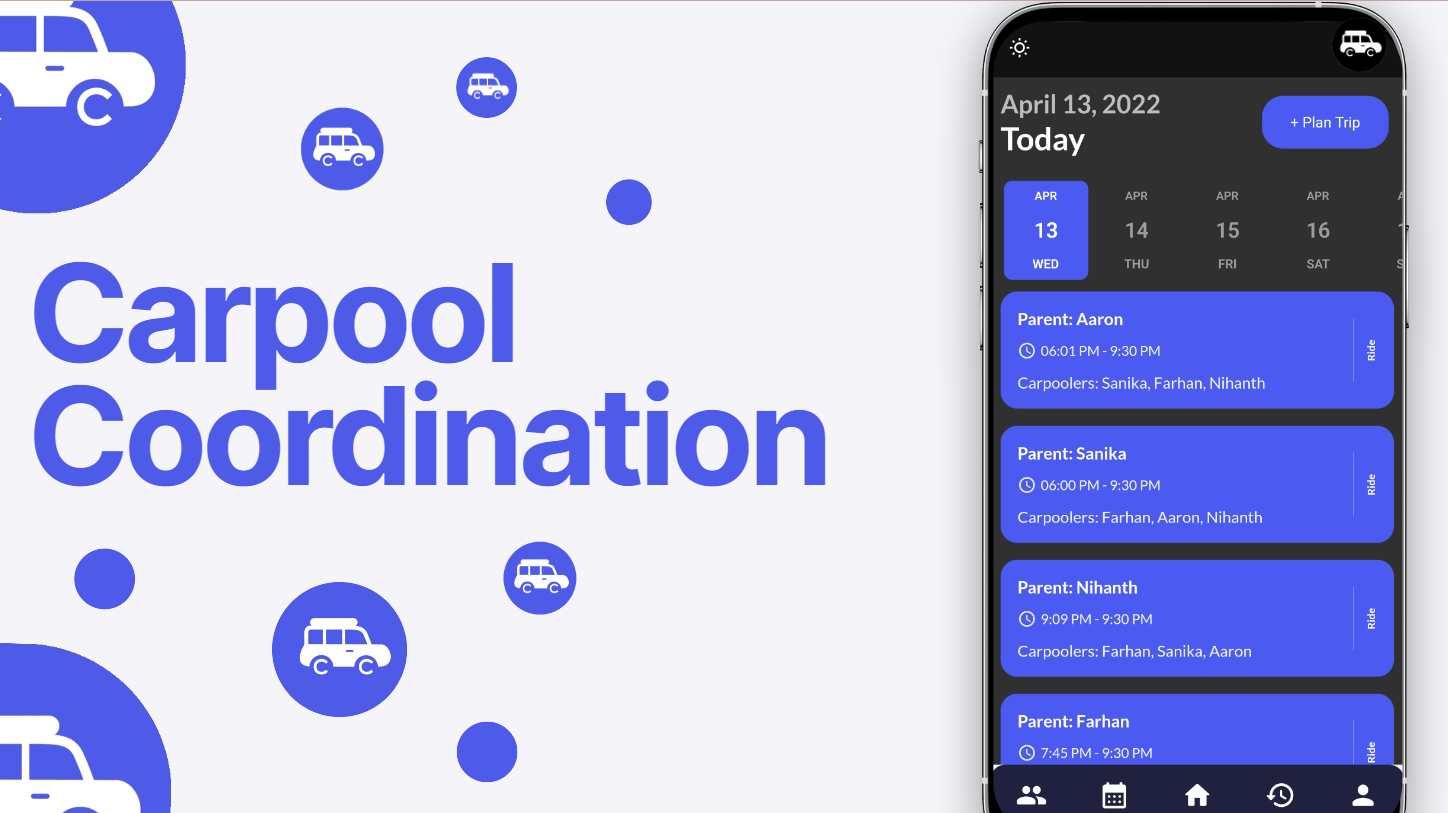 Carpool
Coordination
April 13, 2022
Today
+ Plan Trip
APR APR APR APR
13 14 15 16
WED THU FRI SAT
Parent: Aaron
06:01 PM - 9:30 PM
Carpoolers: Sanika, Farhan, Nihanth
Ride
Parent: Sanika
06:00 PM - 9:30 PM
Carpoolers: Farhan, Aaron, Nihanth
Ride
Parent: Nihanth
9:09 PM - 9:30 PM
Carpoolers: Farhan, Sanika, Aaron
Ride
Parent: Farhan
7:45 PM - 9:30 PM
Ride